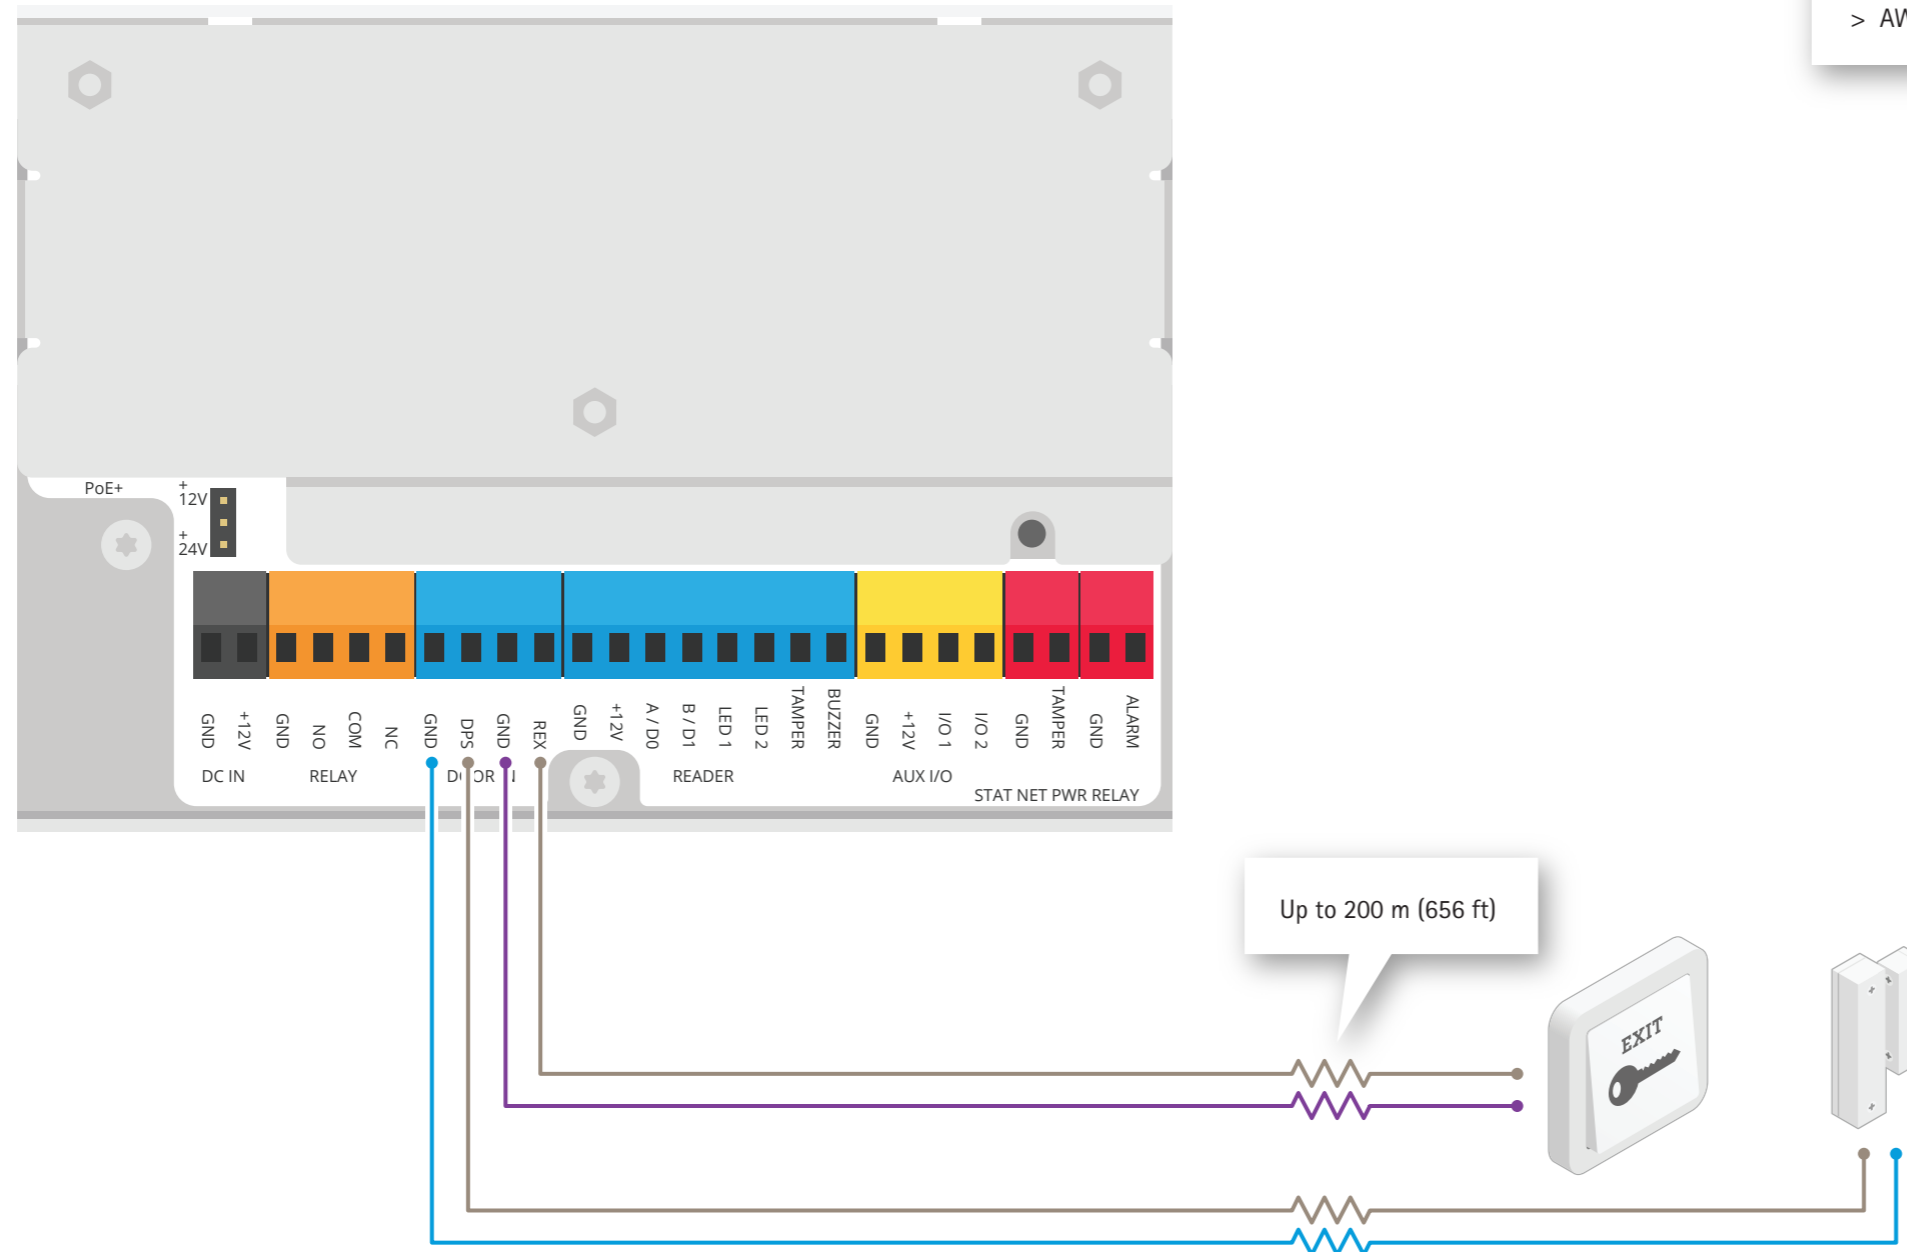 > AW
PoE+
+
12V
+
24V
GND +12V GND NO COM NC GND DPS GND REX GND +12V A / D0 B / D1 LED 1 LED 2 TAMPER BUZZER GND +12V I/O 1 I/O 2 GND TAMPER GND ALARM
DC IN RELAY READER AUX I/O
STAT NET PWR RELAY
Up to 200 m (656 ft)
EXIT